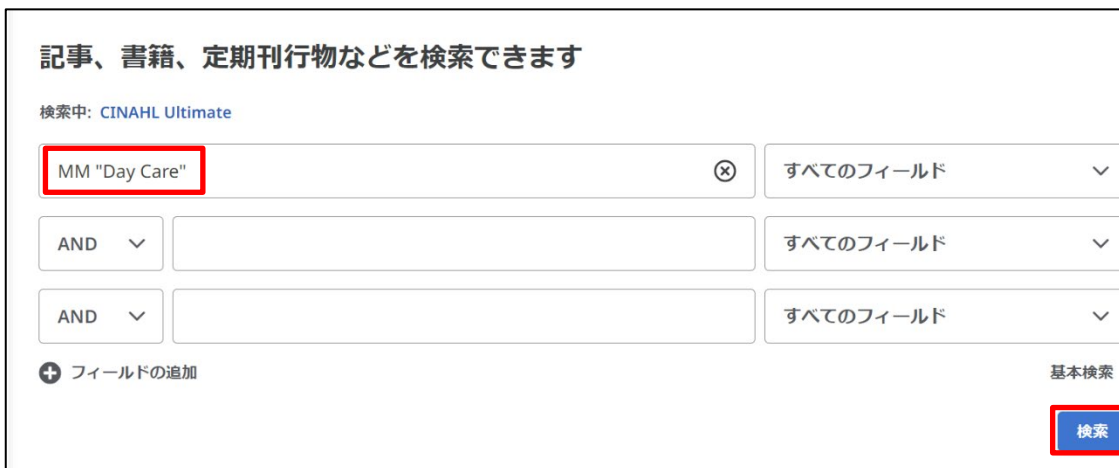 記事、書籍、定期刊行物などを検索できます
検索中: CINAHL Ultimate
MM "Day Care" すべてのフィールド
AND すべてのフィールド
AND すべてのフィールド
フィールドの追加 基本検索
検索